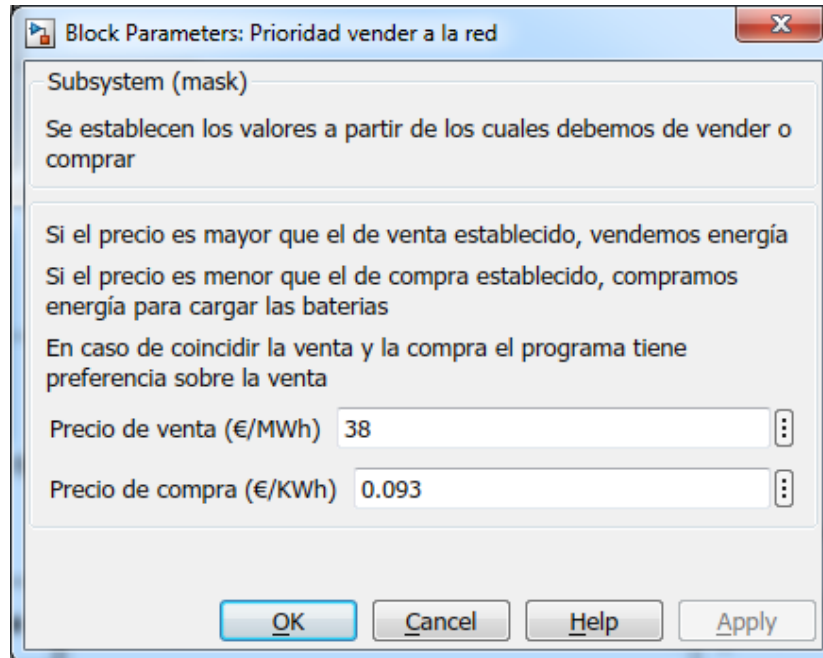 Block Parameters: Prioridad vender a la red
Subsystem (mask)
Se establecen los valores a partir de los cuales debemos de vender o
comprar
Si el precio es mayor que el de venta establecido, vendemos energía
Si el precio es menor que el de compra establecido, compramos
energía para cargar las baterias
En caso de coincidir la venta y la compra el programa tiene
preferencia sobre la venta
Precio de venta (€/MWh) 38
Precio de compra (€/KWh) 0.093
OK Cancel Help Apply